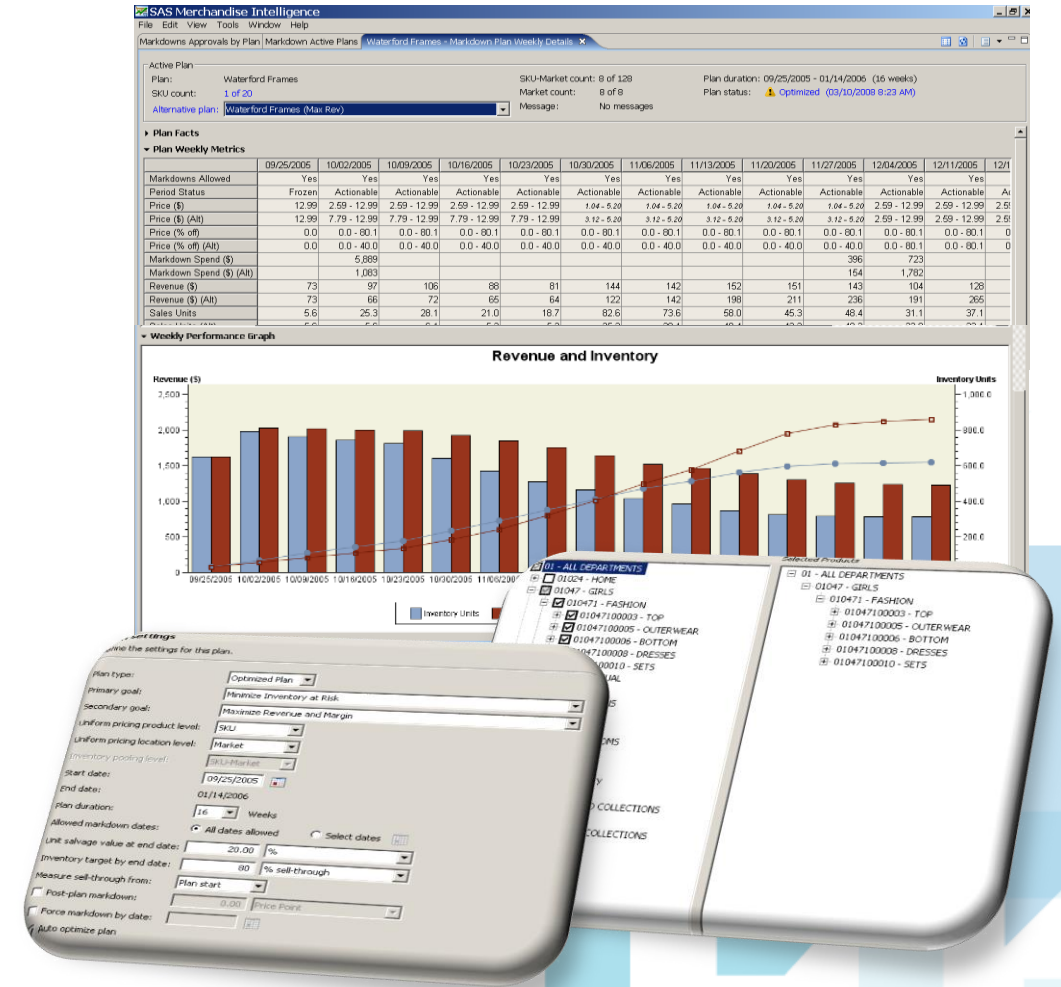 SAS Merchandise Intelligence
File Edit View Tools Window Help
Markdowns Approvals by Plan Markdown Active Plans Waterford Frames - Markdown Plan Weekly Details
Active Plan
Plan: Waterford Frames SKU-Market count: 8 of 128 Plan duration: 09/25/2005 - 01/14/2006 (16 weeks)
SKU count: 1 of 20 Market count: 8 of 8 Plan status: Optimized (03/10/2008 8:23 AM)
Alternative plan: Waterford Frames (Max Rev) Message: No messages
Plan Facts
Plan Weekly Metrics
09/25/2005 10/02/2005 10/09/2005 10/16/2005 10/23/2005 10/30/2005 11/06/2005 11/13/2005 11/20/2005 11/27/2005 12/04/2005 12/11/2005 12/1
Markdowns Allowed Yes Yes Yes Yes Yes Yes Yes Yes Yes Yes Yes Yes
Period Status Frozen Actionable Actionable Actionable Actionable Actionable Actionable Actionable Actionable Actionable Actionable Actionable
Price ($) 12.99 2.59 - 12.99 2.59 - 12.99 2.59 - 12.99 2.59 - 12.99 1.04 - 5.20 1.04 - 5.20 1.04 - 5.20 1.04 - 5.20 1.04 - 5.20 2.59 - 12.99 2.59 - 12.99
Price ($) (Alt) 12.99 7.79 - 12.99 7.79 - 12.99 7.79 - 12.99 7.79 - 12.99 3.12 - 5.20 3.12 - 5.20 3.12 - 5.20 3.12 - 5.20 3.12 - 5.20 2.59 - 12.99 2.59 - 12.99
Price (% off) 0.0 0.0 - 80.1 0.0 - 80.1 0.0 - 80.1 0.0 - 80.1 0.0 - 80.1 0.0 - 80.1 0.0 - 80.1 0.0 - 80.1 0.0 - 80.1 0.0 - 80.1 0.0 - 80.1 0
Price (% off) (Alt) 0.0 0.0 - 40.0 0.0 - 40.0 0.0 - 40.0 0.0 - 40.0 0.0 - 40.0 0.0 - 40.0 0.0 - 40.0 0.0 - 40.0 0.0 - 40.0 0.0 - 80.1 0.0 - 80.1 0
Markdown Spend ($) 5,889 396 723
Markdown Spend ($) (Alt) 1,083 154 1,782
Revenue ($) 73 97 106 88 81 144 142 152 151 143 104 128
Revenue ($) (Alt) 73 66 72 65 64 122 142 198 211 236 191 265
Sales Units 5.6 25.3 28.1 21.0 18.7 82.6 73.6 58.0 45.3 48.4 31.1 37.1
Weekly Performance Graph
Revenue and Inventory
Revenue ($) Inventory Units
2,500 1,000.0
2,000 800.0
1,500 600.0
1,000 400.0
500 200.0
0
09/25/2005 10/02/2005 10/09/2005 10/16/2005 10/23/2005 10/30/2005
Inventory Units
settings
the settings for this plan.
Plan type: Optimized Plan
Primary goal: Minimize Inventory at Risk
Secondary goal: Maximize Revenue and Margin
Uniform pricing product level: SKU
Uniform pricing location level: Market
Inventory pooling level: SKU-Market
Start date: 09/25/2005
End date: 01/14/2006
Plan duration: 16 Weeks
Allowed markdown dates: All dates allowed Select dates
Unit salvage value at end date: 20.00 %
Inventory target by end date: 80 % sell-through
Measure sell-through from: Plan start
Post-plan markdown: 0.00 Price Point
Force markdown by date:
Auto optimize plan
01 - ALL DEPARTMENTS
01024 - HOME
01047 - GIRLS
010471 - FASHION
01047100003 - TOP
01047100005 - OUTERWEAR
01047100006 - BOTTOM
47100008 - DRESSES
00010 - SETS
UAL
COLLECTIONS
COLLECTIONS
Selected Products
01 - ALL DEPARTMENTS
01047 - GIRLS
010471 - FASHION
01047100003 - TOP
01047100005 - OUTERWEAR
01047100006 - BOTTOM
01047100008 - DRESSES
01047100010 - SETS